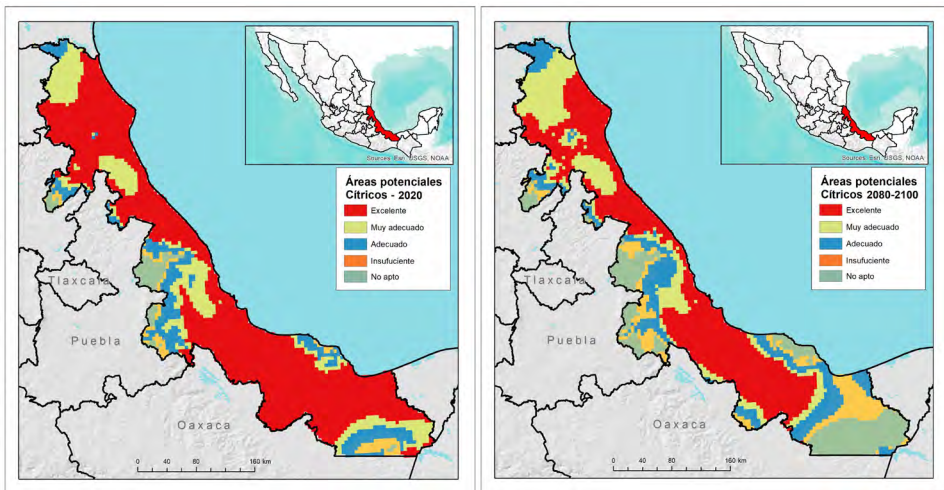 Sources: Esri, USGS, NOAA
Áreas potenciales
Cítricos - 2020
Excelente
Muy adecuado
Adecuado
Insufuciente
No apto
Tlaxcala
Puebla
Oaxaca
0 40 80 160 km
Sources: Esri, USGS, NOAA
Áreas potenciales
Cítricos 2080-2100
Excelente
Muy adecuado
Adecuado
Insufuciente
No apto
Tlaxcala
Puebla
Oaxaca
0 40 80 160 km